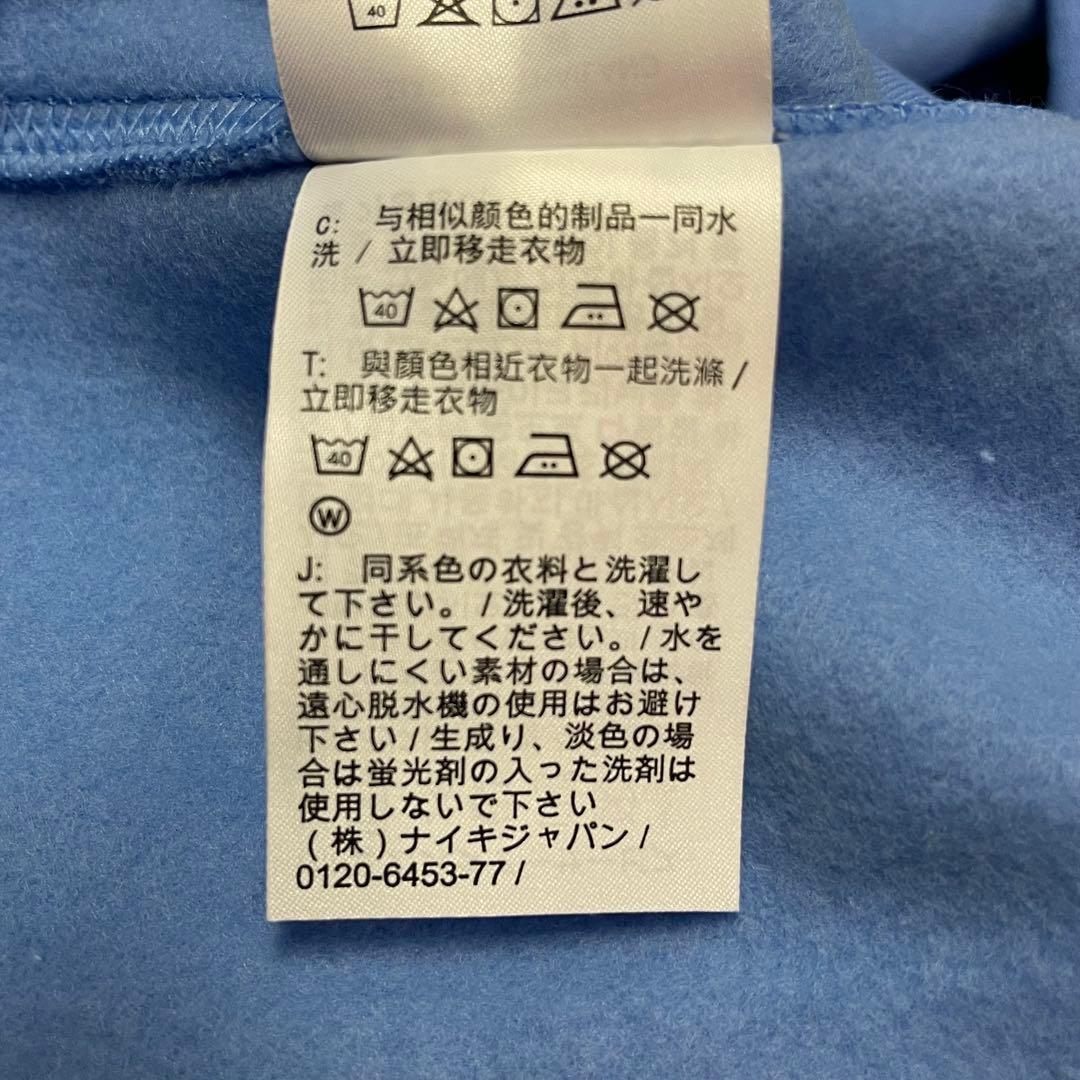 40
C: 与相似颜色的制品一同水
洗 / 立即移走衣物
40
T: 與顏色相近衣物一起洗滌 /
立即移走衣物
40
W
J: 同系色の衣料と洗濯し
て下さい。/ 洗濯後、速や
かに干してください。/ 水を
通しにくい素材の場合は、
遠心脱水機の使用はお避け
下さい / 生成り、淡色の場
合は蛍光剤の入った洗剤は
使用しないで下さい
(株)ナイキジャパン /
0120-6453-77 /